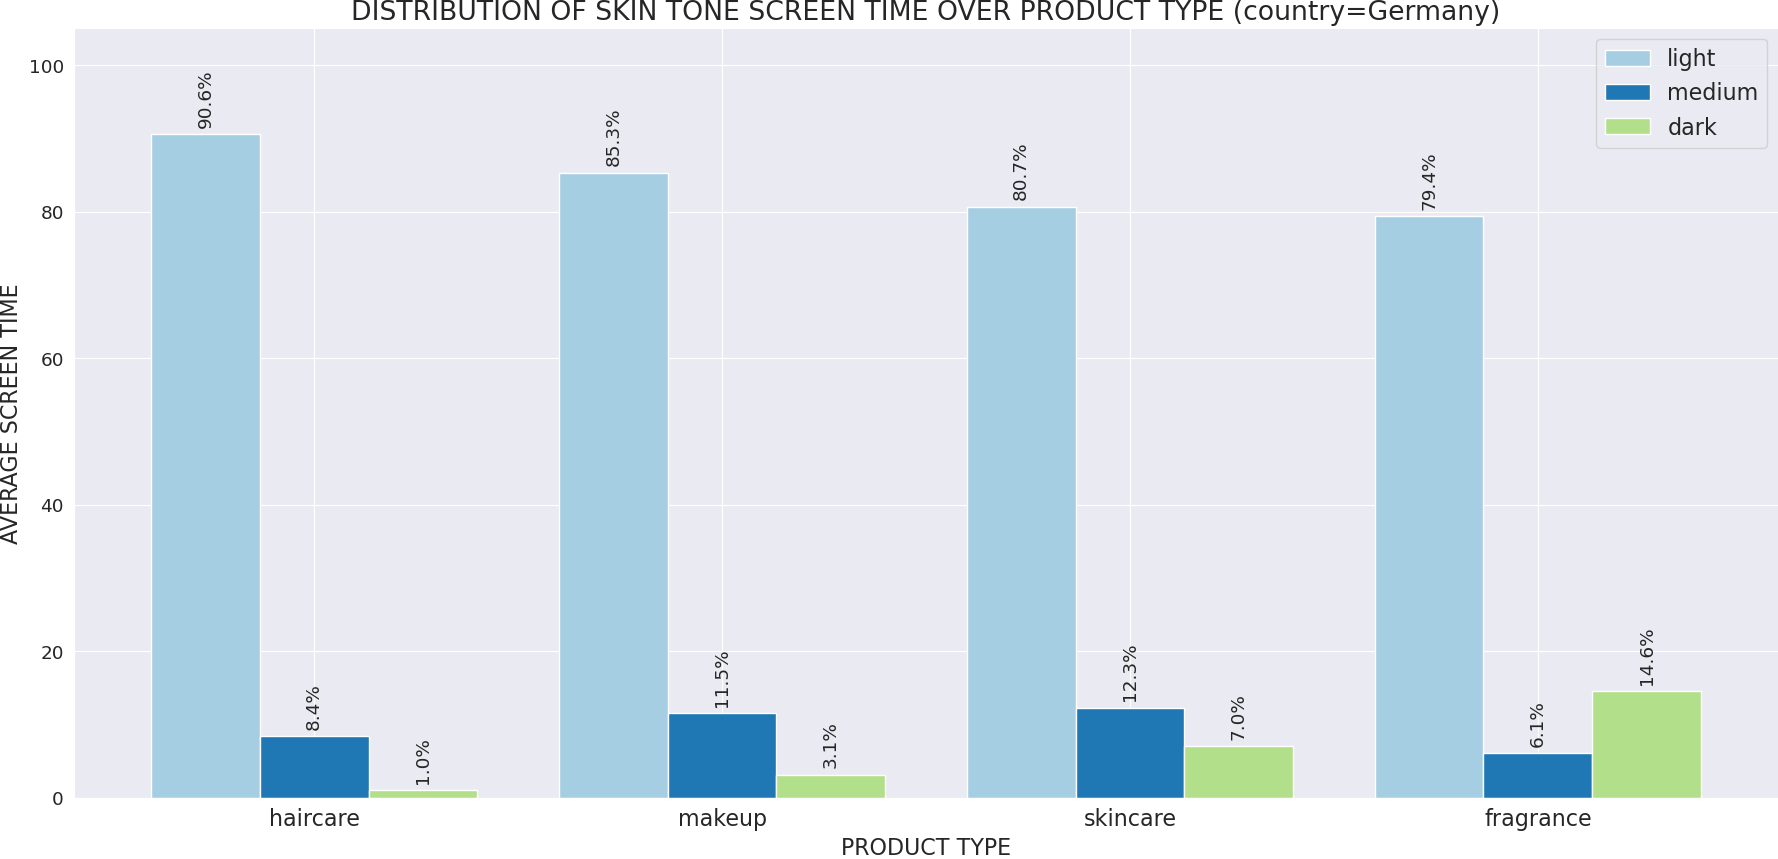 DISTRIBUTION OF SKIN TONE SCREEN TIME OVER PRODUCT TYPE (country=Germany)
light
medium
dark
AVERAGE SCREEN TIME
100
80
60
40
20
0
90.6%
8.4%
1.0%
85.3%
11.5%
3.1%
80.7%
12.3%
7.0%
79.4%
6.1%
14.6%
haircare
makeup
skincare
fragrance
PRODUCT TYPE